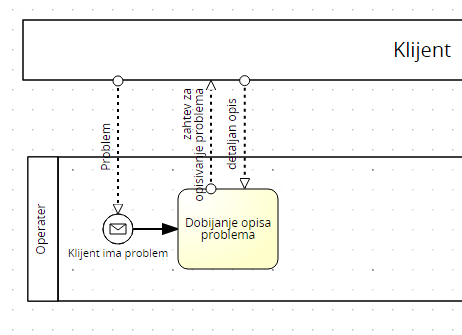 Klijent
Problem
zahtev za
opisivanje problema
detaljan opis
Operater
Dobijanje opisa
problema
Klijent ima problem